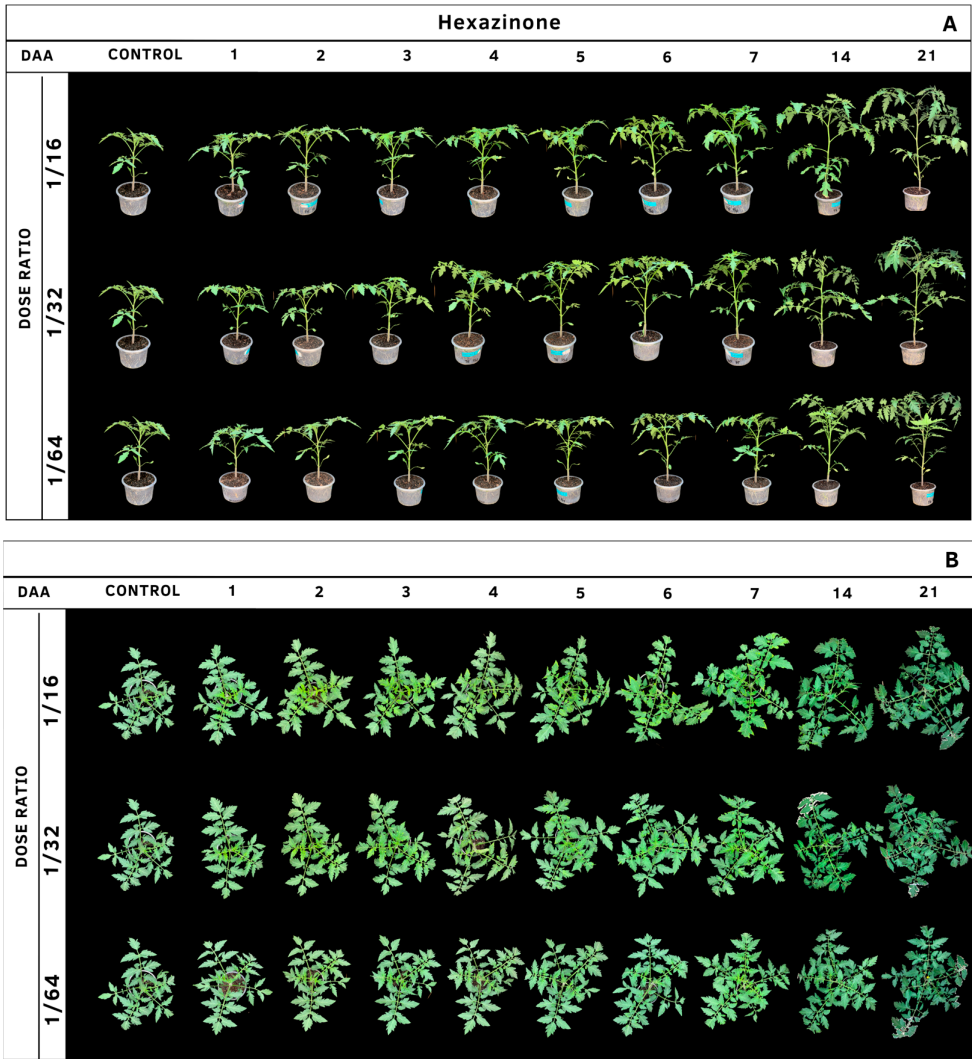 Hexazinone
A
DAA CONTROL 1 2 3 4 5 6 7 14 21
DOSE RATIO
1/16
1/32
1/64
B
DAA CONTROL 1 2 3 4 5 6 7 14 21
DOSE RATIO
1/16
1/32
1/64